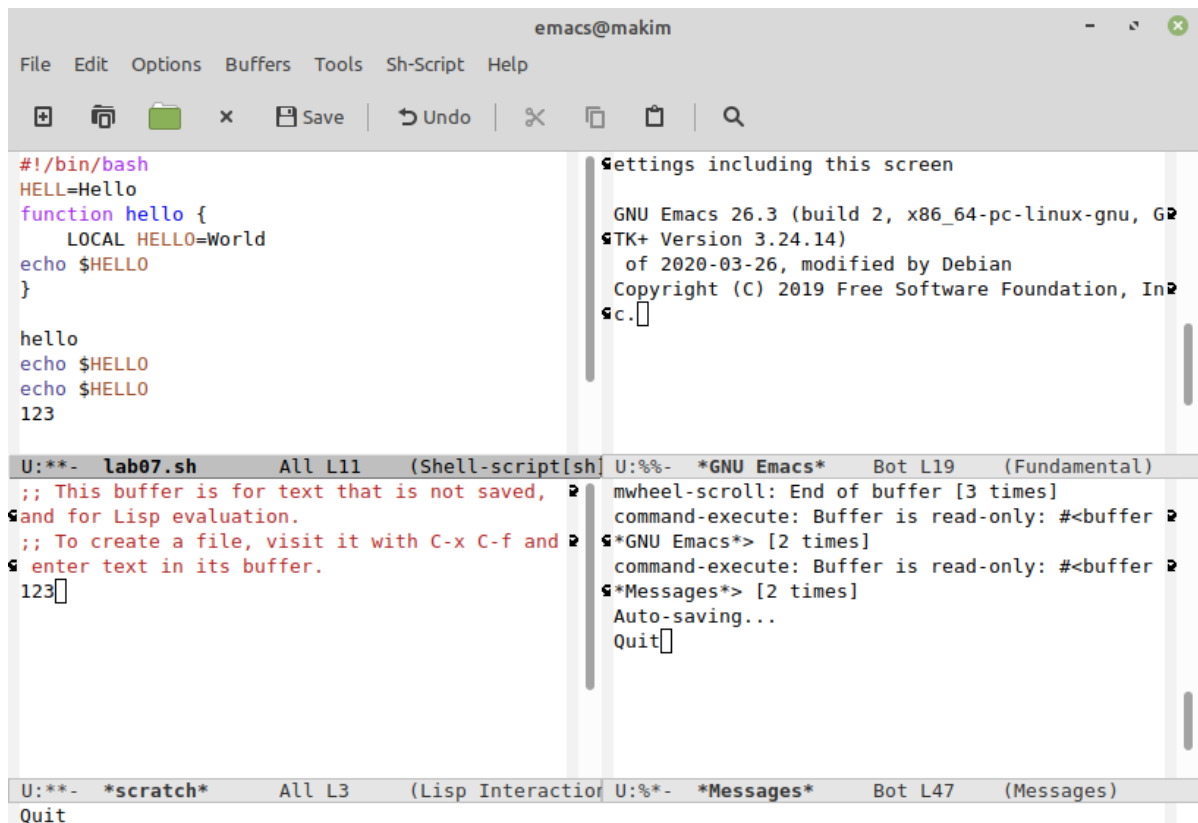 emacs@makim
File Edit Options Buffers Tools Sh-Script Help
Save Undo
#!/bin/bash
HELL=Hello
function hello {
    LOCAL HELLO=World
echo $HELLO
}
hello
echo $HELLO
echo $HELLO
123
U:**-  lab07.sh       All L11    (Shell-script[sh]
ettings including this screen
GNU Emacs 26.3 (build 2, x86_64-pc-linux-gnu, G
TK+ Version 3.24.14)
 of 2020-03-26, modified by Debian
Copyright (C) 2019 Free Software Foundation, In
c.
U:%%-  *GNU Emacs*    Bot L19    (Fundamental)
;; This buffer is for text that is not saved,
and for Lisp evaluation.
;; To create a file, visit it with C-x C-f and
 enter text in its buffer.
123
U:**-  *scratch*      All L3     (Lisp Interaction
mwheel-scroll: End of buffer [3 times]
command-execute: Buffer is read-only: #<buffer
*GNU Emacs*> [2 times]
command-execute: Buffer is read-only: #<buffer
*Messages*> [2 times]
Auto-saving...
Quit
U:%*-  *Messages*     Bot L47    (Messages)
Quit